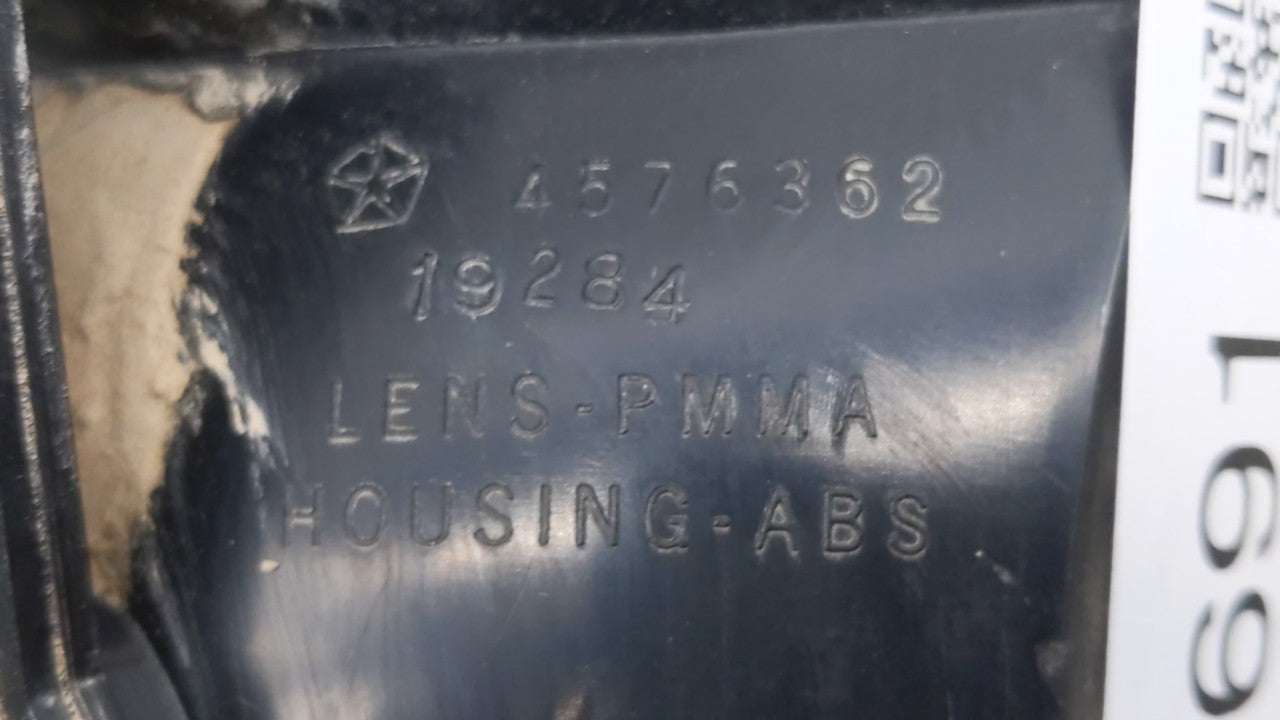 4576362
19284
LENS-PMMA
HOUSING-ABS